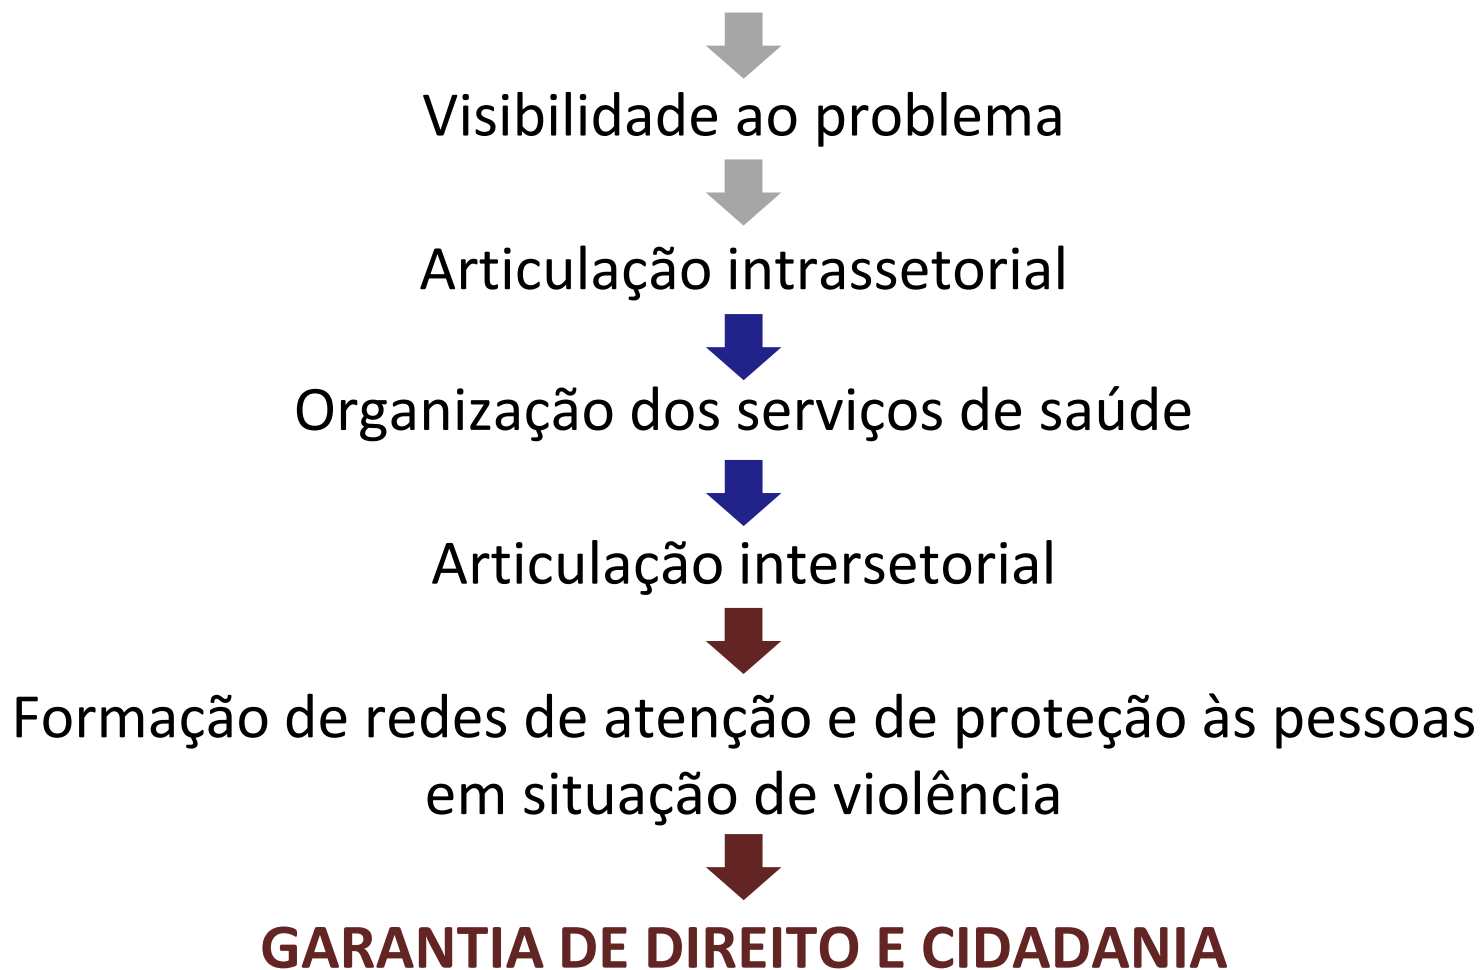 Visibilidade ao problema
Articulação intrassetorial
Organização dos serviços de saúde
Articulação intersetorial
Formação de redes de atenção e de proteção às pessoas
em situação de violência
GARANTIA DE DIREITO E CIDADANIA